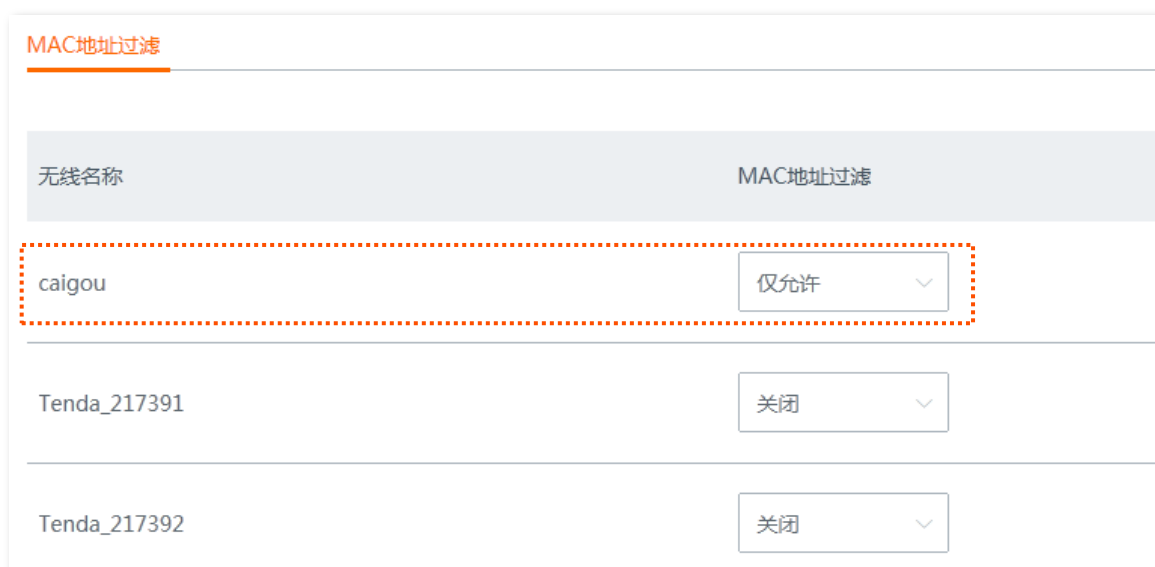 MAC地址过滤
无线名称 MAC地址过滤
caigou 仅允许
Tenda_217391 关闭
Tenda_217392 关闭